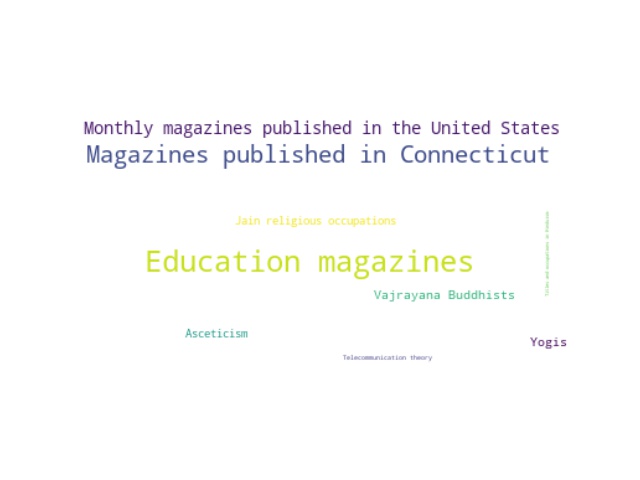 Monthly magazines published in the United States
Magazines published in Connecticut
Jain religious occupations
Education magazines
Titles and occupations in Hinduism
Vajrayana Buddhists
Asceticism
Yogis
Telecommunication theory